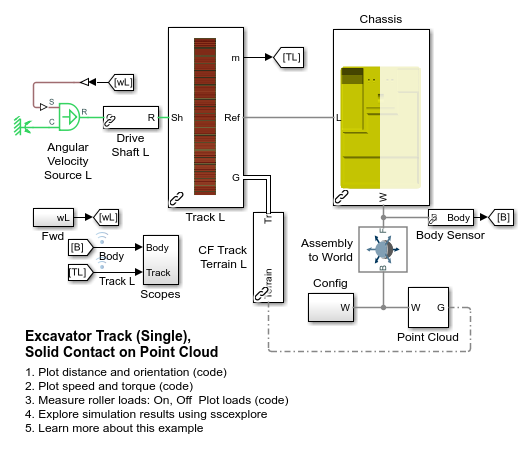 Chassis
[wL]
m
[TL]
S
C
R
R
Sh
Ref
L
G
W
Angular
Velocity
Source L
Drive
Shaft L
Track L
wL
[wL]
Fwd
[B]
Body
[TL]
Track L
Body
Track
Scopes
CF Track
Terrain L
Assembly
to World
F
B
Body
[B]
Body Sensor
Config
W
W
G
Point Cloud
Excavator Track (Single),
Solid Contact on Point Cloud
1. Plot distance and orientation (code)
2. Plot speed and torque (code)
3. Measure roller loads: On, Off Plot loads (code)
4. Explore simulation results using sscexplore
5. Learn more about this example